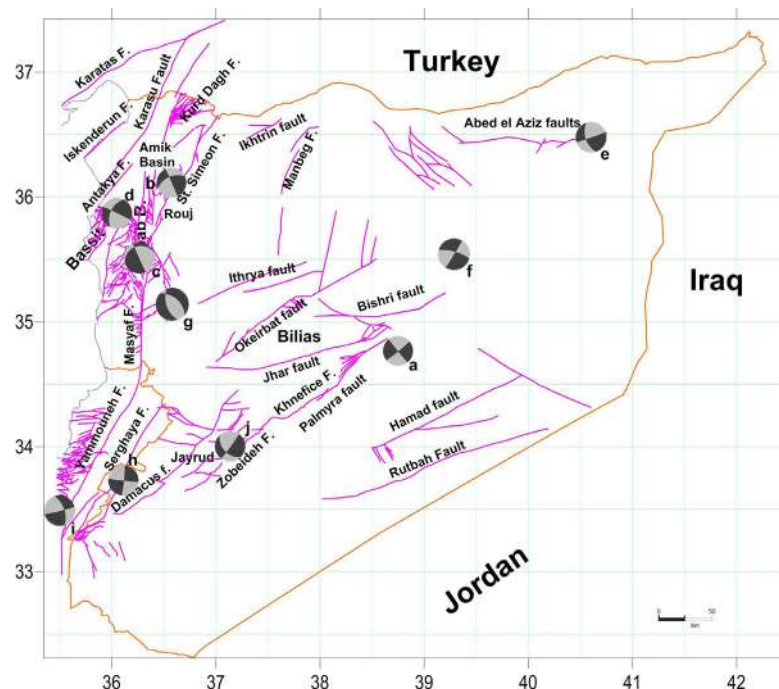 Turkey
Iraq
Jordan
37
36
35
34
33
36
37
38
39
40
41
42
Karatas F.
Karasu Fault
Kurd Dagh F.
Iskenderun F.
Amik
Basin
Antakya F.
St. Simeon F.
Ikhtrin fault
Manbeg F.
Abed el Aziz faults
e
b
d
Rouj
Bassit
ab B.
c
f
g
Ithrya fault
Bishri fault
Okeirbat fault
Bilias
Masyaf F.
a
Jhar fault
Khnefice F.
Palmyra fault
Hamad fault
Rutbah Fault
Yammouneh F.
Serghaya F.
j
Jayrud
Zobeideh F.
h
Damacus f.
i
0 50
km